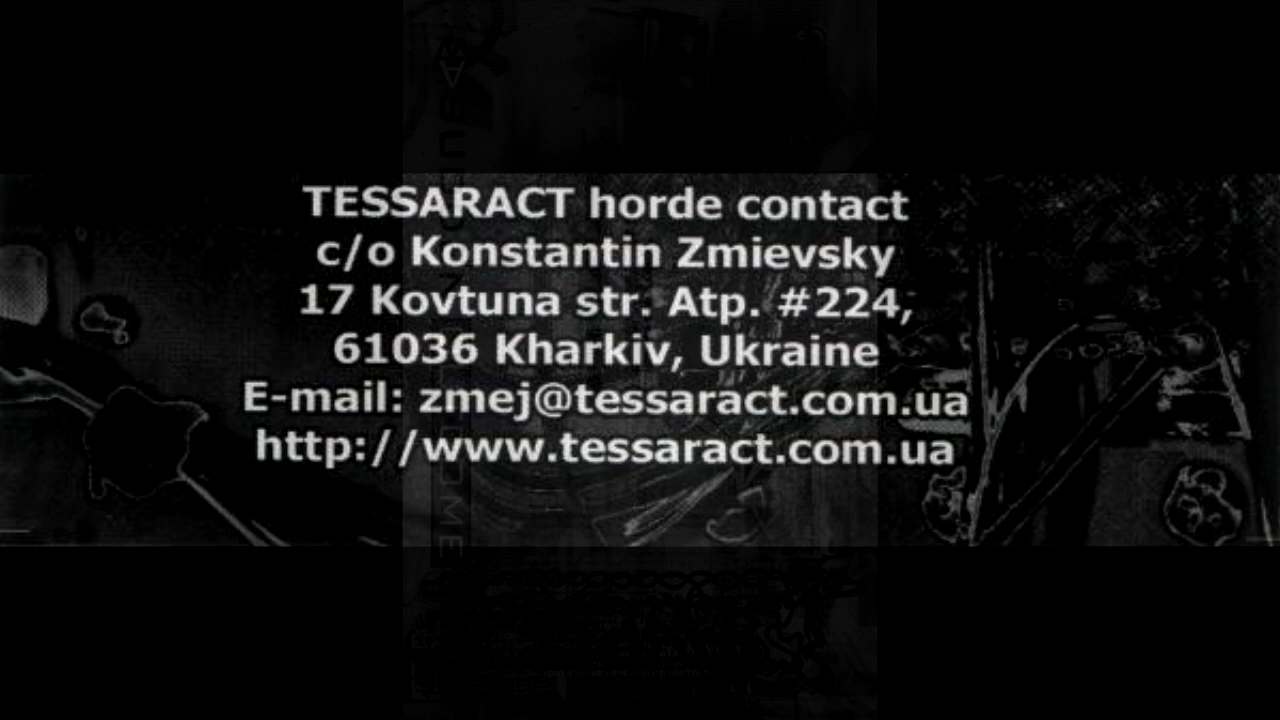 TESSARACT horde contact
c/o Konstantin Zmievsky
17 Kovtuna str. Atp. #224,
61036 Kharkiv, Ukraine
E-mail: zmej@tessaract.com.ua
http://www.tessaract.com.ua